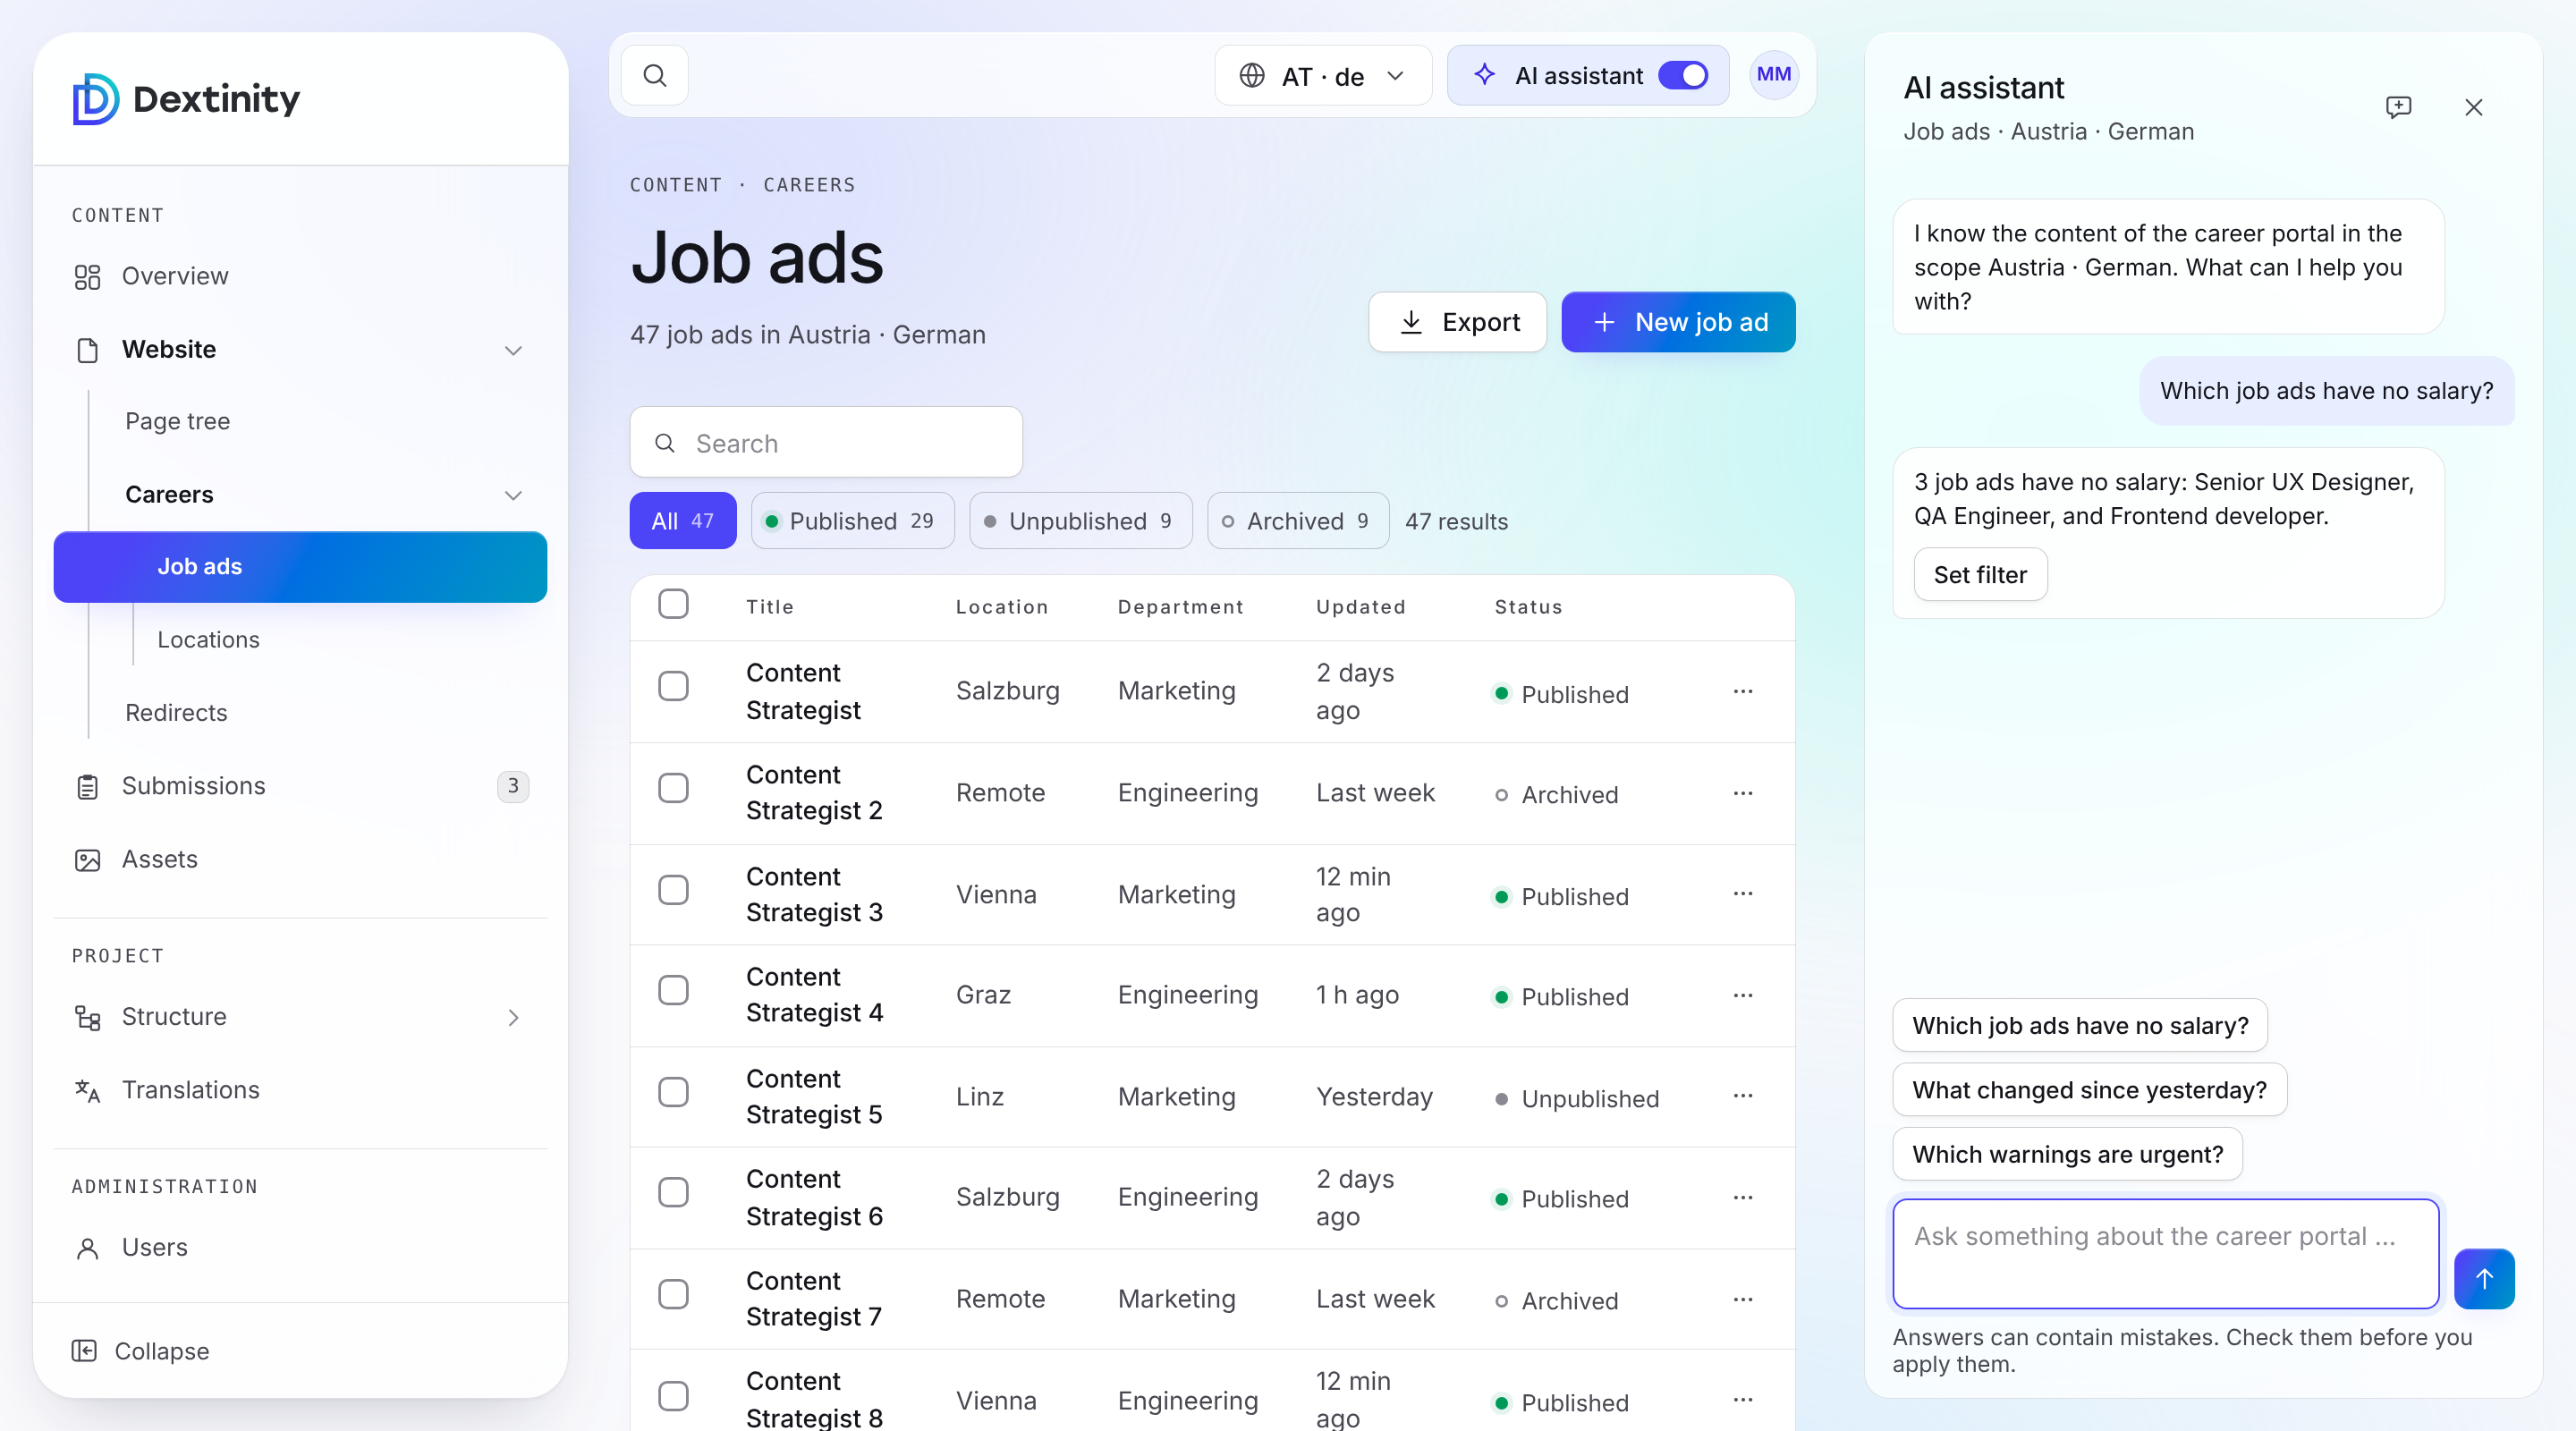 Dextinity
CONTENT
Overview
Website
Page tree
Careers
Job ads
Locations
Redirects
Submissions 3
Assets
PROJECT
Structure
Translations
ADMINISTRATION
Users
Collapse
AT · de
AI assistant
MM
CONTENT · CAREERS
Job ads
47 job ads in Austria · German
Export
New job ad
Search
All 47
Published 29
Unpublished 9
Archived 9
47 results
Title Location Department Updated Status
Content
Strategist
Salzburg Marketing
2 days
ago
Published
Content
Strategist 2
Remote Engineering Last week Archived
Content
Strategist 3
Vienna Marketing
12 min
ago
Published
Content
Strategist 4
Graz Engineering 1 h ago Published
Content
Strategist 5
Linz Marketing Yesterday Unpublished
Content
Strategist 6
Salzburg Engineering
2 days
ago
Published
Content
Strategist 7
Remote Marketing Last week Archived
Content
Strategist 8
Vienna Engineering
12 min
ago
Published
AI assistant
Job ads · Austria · German
I know the content of the career portal in the
scope Austria · German. What can I help you
with?
Which job ads have no salary?
3 job ads have no salary: Senior UX Designer,
QA Engineer, and Frontend developer.
Set filter
Which job ads have no salary?
What changed since yesterday?
Which warnings are urgent?
Ask something about the career portal ...
Answers can contain mistakes. Check them before you
apply them.